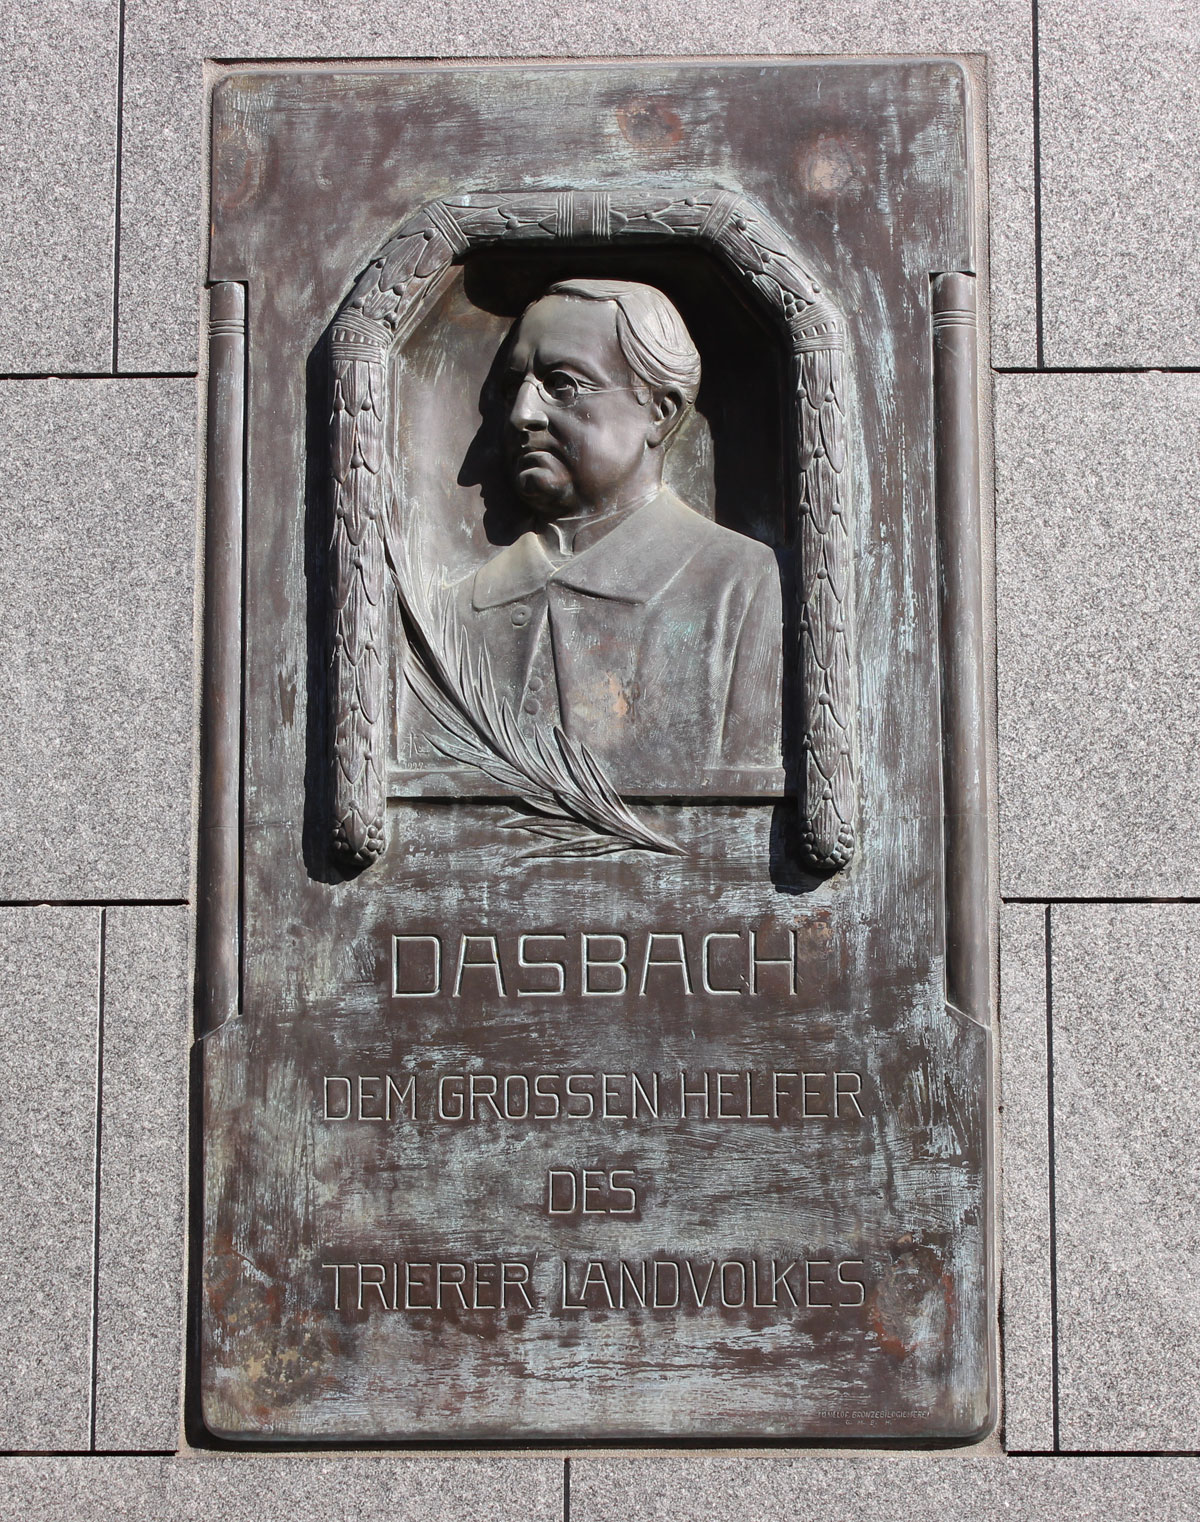 DASBACH
DEM GROSSEN HELFER
DES
TRIERER LANDVOLKES
G.M.B.H.